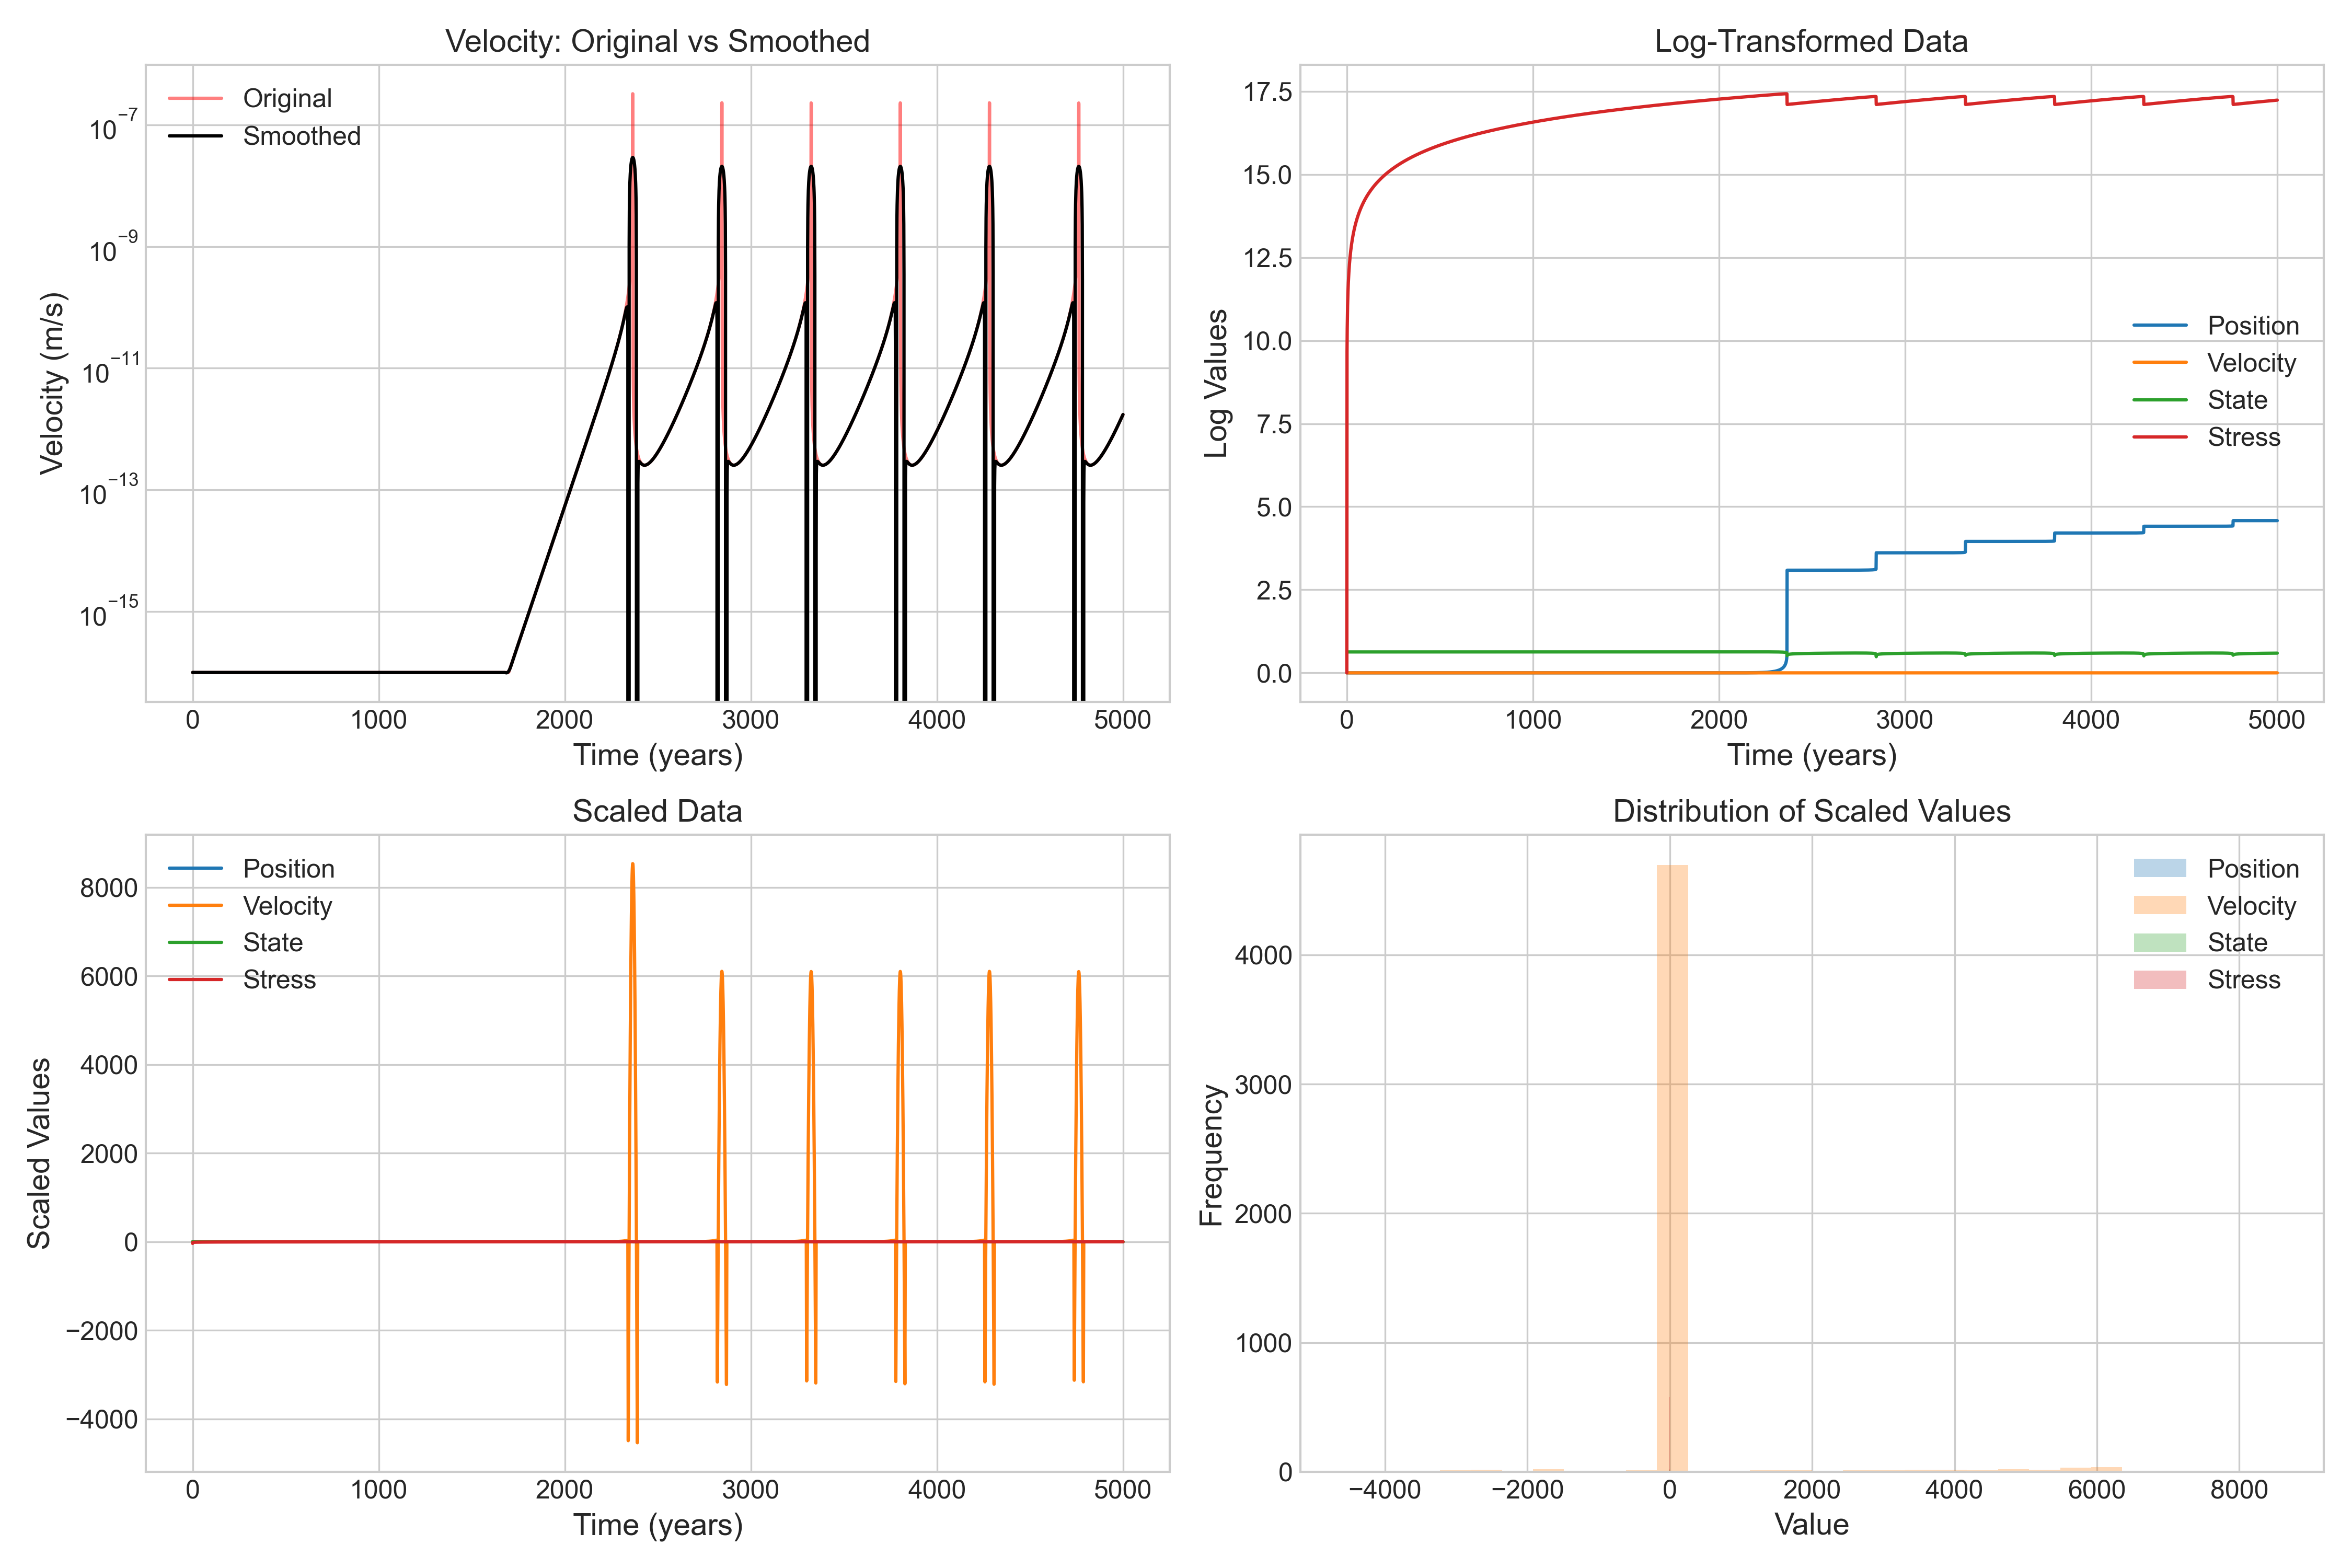 Velocity: Original vs Smoothed
Original
Smoothed
10⁻⁷
10⁻⁹
10⁻¹¹
10⁻¹³
10⁻¹⁵
Velocity (m/s)
0 1000 2000 3000 4000 5000
Time (years)
Log-Transformed Data
17.5
15.0
12.5
10.0
7.5
5.0
2.5
0.0
Log Values
Position
Velocity
State
Stress
0 1000 2000 3000 4000 5000
Time (years)
Scaled Data
Position
Velocity
State
Stress
8000
6000
4000
2000
0
−2000
−4000
Scaled Values
0 1000 2000 3000 4000 5000
Time (years)
Distribution of Scaled Values
Position
Velocity
State
Stress
4000
3000
2000
1000
0
Frequency
−4000 −2000 0 2000 4000 6000 8000
Value